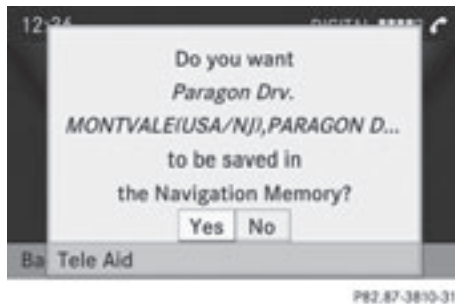 12:36 DIGITAL
Do you want
Paragon Drv.
MONTVALE(USA/NJ),PARAGON D...
to be saved in
the Navigation Memory?
Yes No
Ba Tele Aid
P82.87-3810-31